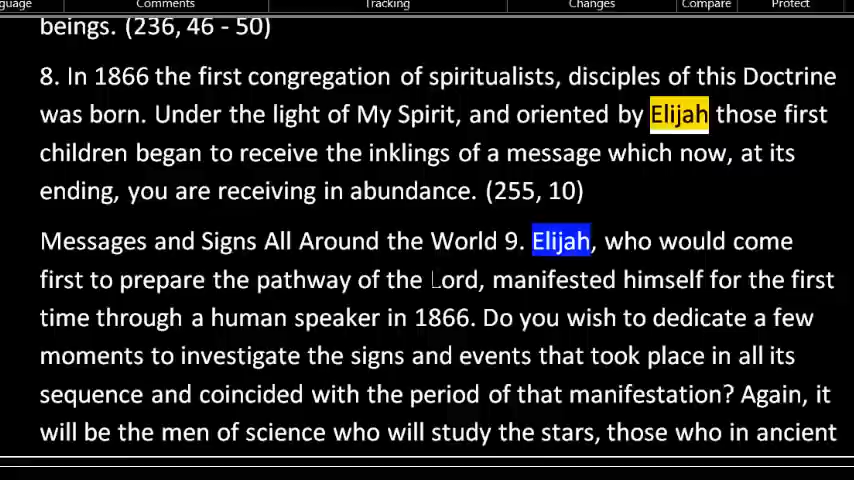 guage Comments Tracking Changes Compare Protect
beings. (236, 46 - 50)
8. In 1866 the first congregation of spiritualists, disciples of this Doctrine
was born. Under the light of My Spirit, and oriented by Elijah those first
children began to receive the inklings of a message which now, at its
ending, you are receiving in abundance. (255, 10)
Messages and Signs All Around the World 9. Elijah, who would come
first to prepare the pathway of the Lord, manifested himself for the first
time through a human speaker in 1866. Do you wish to dedicate a few
moments to investigate the signs and events that took place in all its
sequence and coincided with the period of that manifestation? Again, it
will be the men of science who will study the stars, those who in ancient